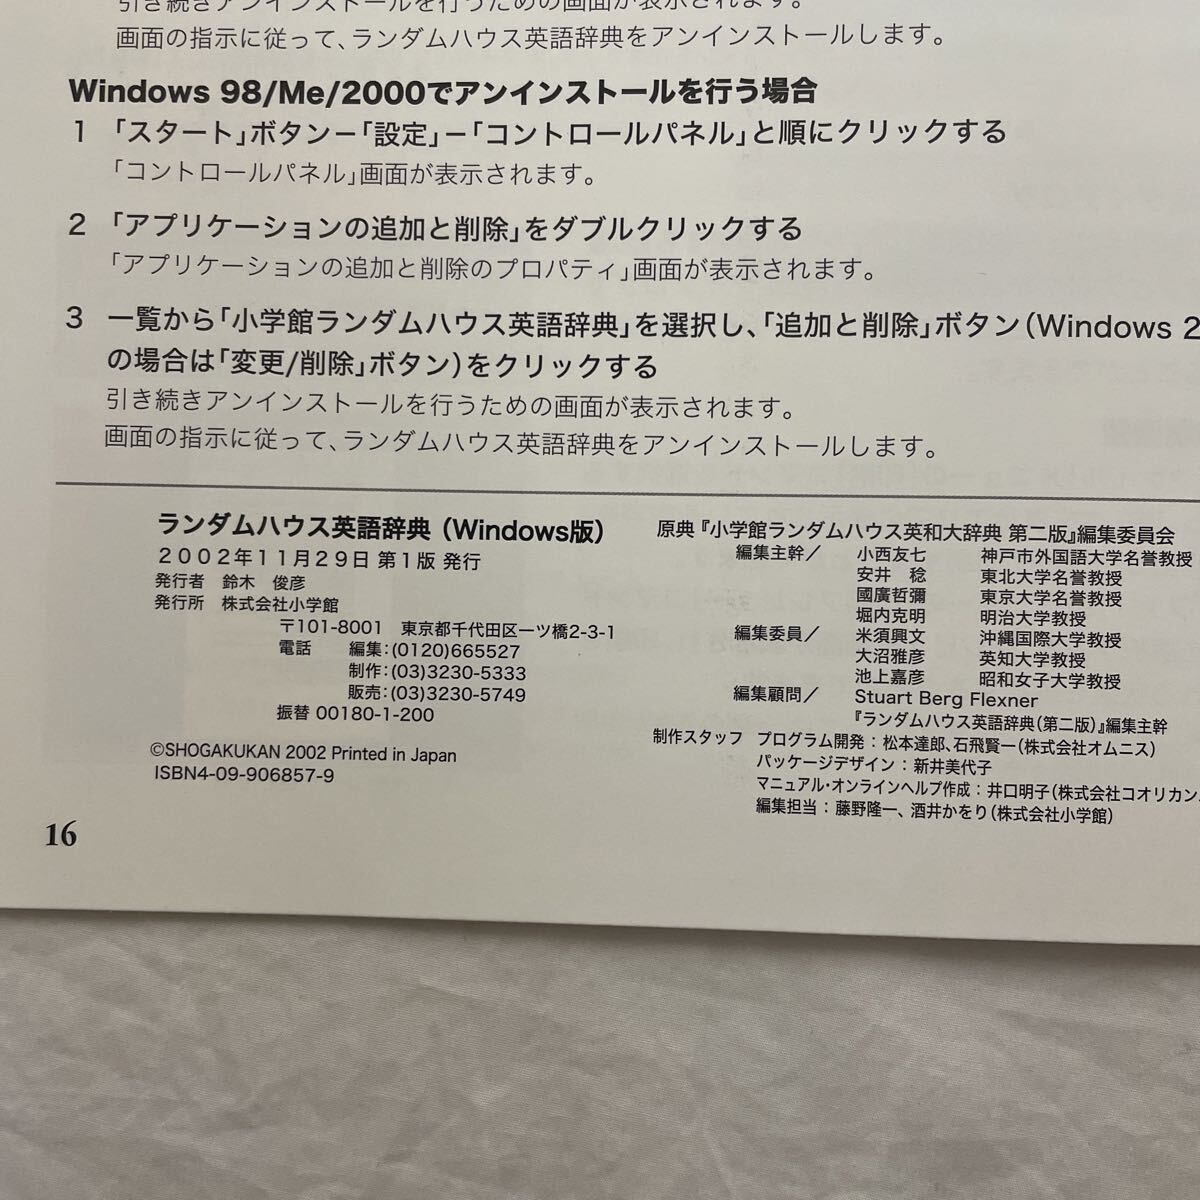 引き続きアンインストールを行うための画面が表示されます。
画面の指示に従って、ランダムハウス英語辞典をアンインストールします。
Windows 98/Me/2000でアンインストールを行う場合
1 「スタート」ボタン－「設定」－「コントロールパネル」と順にクリックする
「コントロールパネル」画面が表示されます。
2 「アプリケーションの追加と削除」をダブルクリックする
「アプリケーションの追加と削除のプロパティ」画面が表示されます。
3 一覧から「小学館ランダムハウス英語辞典」を選択し、「追加と削除」ボタン（Windows 2
の場合は「変更/削除」ボタン）をクリックする
引き続きアンインストールを行うための画面が表示されます。
画面の指示に従って、ランダムハウス英語辞典をアンインストールします。
ランダムハウス英語辞典（Windows版）
２００２年１１月２９日 第１版 発行
発行者 鈴木 俊彦
発行所 株式会社小学館
〒101-8001 東京都千代田区一ツ橋2-3-1
電話 編集：(0120)665527
制作：(03)3230-5333
販売：(03)3230-5749
振替 00180-1-200
©SHOGAKUKAN 2002 Printed in Japan
ISBN4-09-906857-9
原典『小学館ランダムハウス英和大辞典 第二版』編集委員会
編集主幹／ 小西友七 神戸市外国語大学名誉教授
安井 稔 東北大学名誉教授
國廣哲彌 東京大学名誉教授
堀内克明 明治大学教授
編集委員／ 米須興文 沖縄国際大学教授
大沼雅彦 英知大学教授
池上嘉彦 昭和女子大学教授
編集顧問／ Stuart Berg Flexner
『ランダムハウス英語辞典（第二版）』編集主幹
制作スタッフ プログラム開発：松本達郎、石飛賢一（株式会社オムニス）
パッケージデザイン：新井美代子
マニュアル・オンラインヘルプ作成：井口明子（株式会社コオリカン
編集担当：藤野隆一、酒井かをり（株式会社小学館）
16